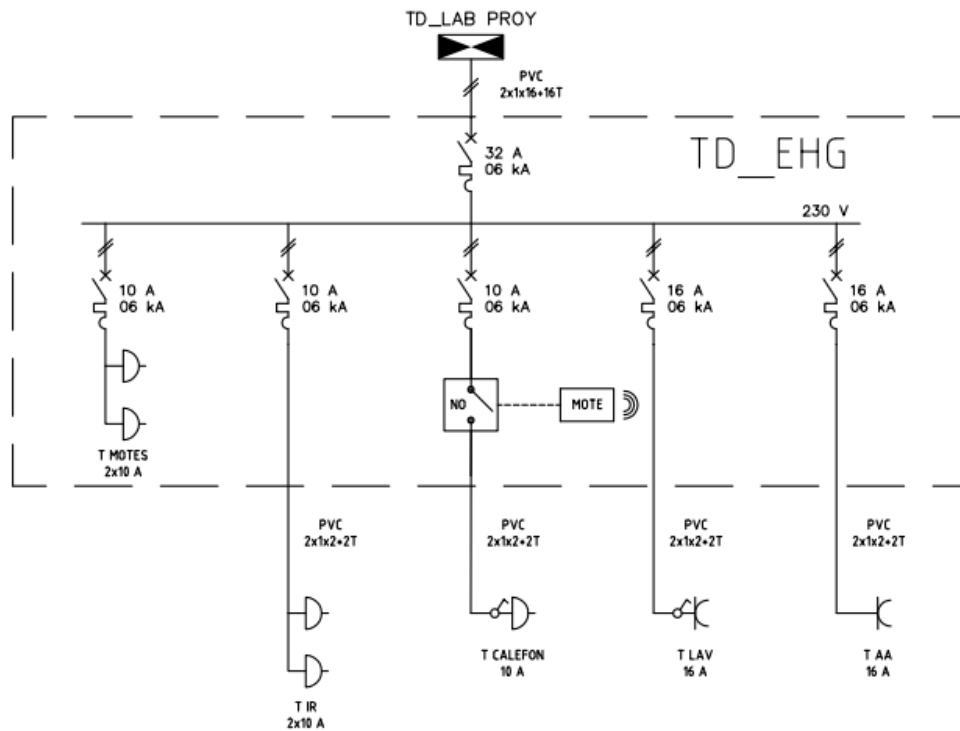 TD_LAB PROY
PVC
2x1x16+16T
TD_EHG
32 A
06 kA
230 V
10 A
06 kA
10 A
06 kA
10 A
06 kA
16 A
06 kA
16 A
06 kA
NO
MOTE
T MOTES
2x10 A
PVC
2x1x2+2T
PVC
2x1x2+2T
PVC
2x1x2+2T
PVC
2x1x2+2T
T CALEFON
10 A
T LAV
16 A
T AA
16 A
T IR
2x10 A